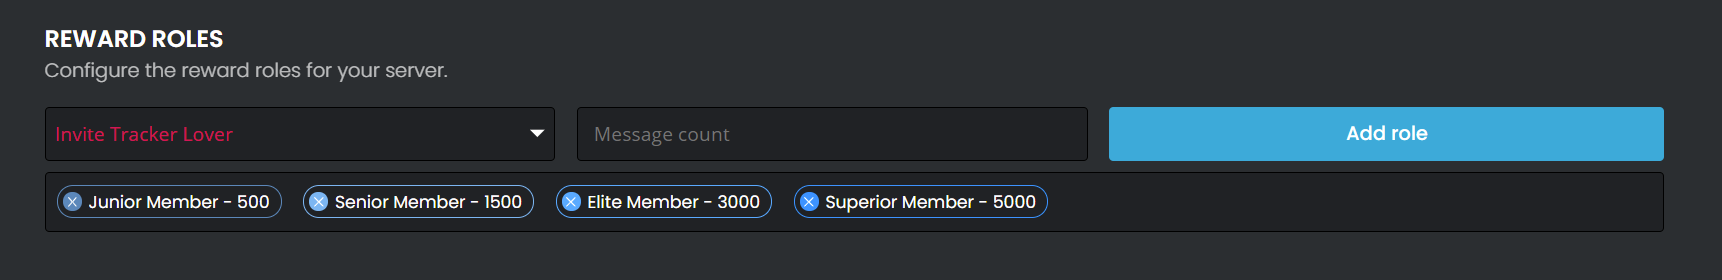 REWARD ROLES
Configure the reward roles for your server.
Invite Tracker Lover Message count Add role
Junior Member - 500 Senior Member - 1500 Elite Member - 3000 Superior Member - 5000